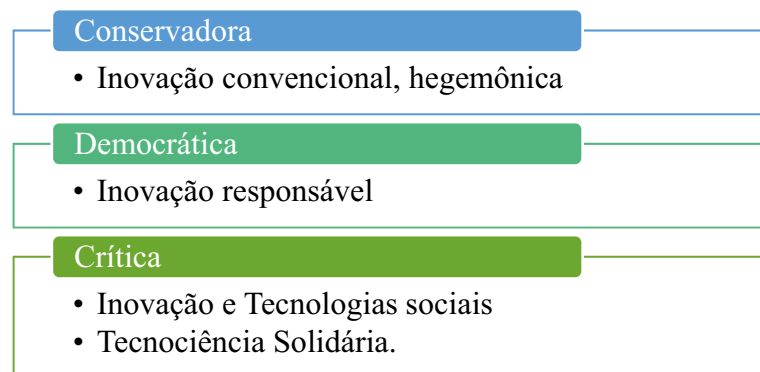 Conservadora
• Inovação convencional, hegemônica
Democrática
• Inovação responsável
Crítica
• Inovação e Tecnologias sociais
• Tecnociência Solidária.